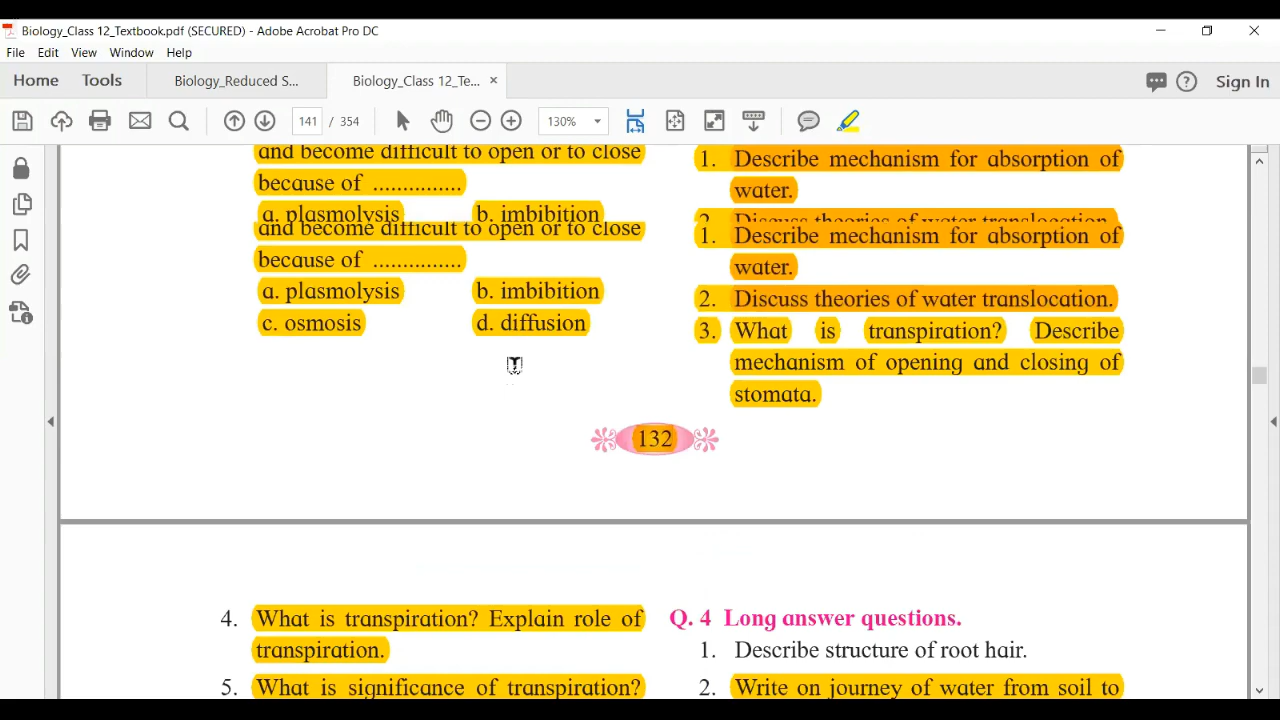 Biology_Class 12_Textbook.pdf (SECURED) - Adobe Acrobat Pro DC
File Edit View Window Help
Home Tools Biology_Reduced S... Biology_Class 12_Te... × Sign In
141 / 354 130%
and become difficult to open or to close
because of ...............
a. plasmolysis b. imbibition
and become difficult to open or to close
because of ...............
a. plasmolysis b. imbibition
c. osmosis d. diffusion
1. Describe mechanism for absorption of
water.
2. Discuss theories of water translocation.
1. Describe mechanism for absorption of
water.
2. Discuss theories of water translocation.
3. What is transpiration? Describe
mechanism of opening and closing of
stomata.
132
4. What is transpiration? Explain role of
transpiration.
5. What is significance of transpiration?
Q. 4 Long answer questions.
1. Describe structure of root hair.
2. Write on journey of water from soil to